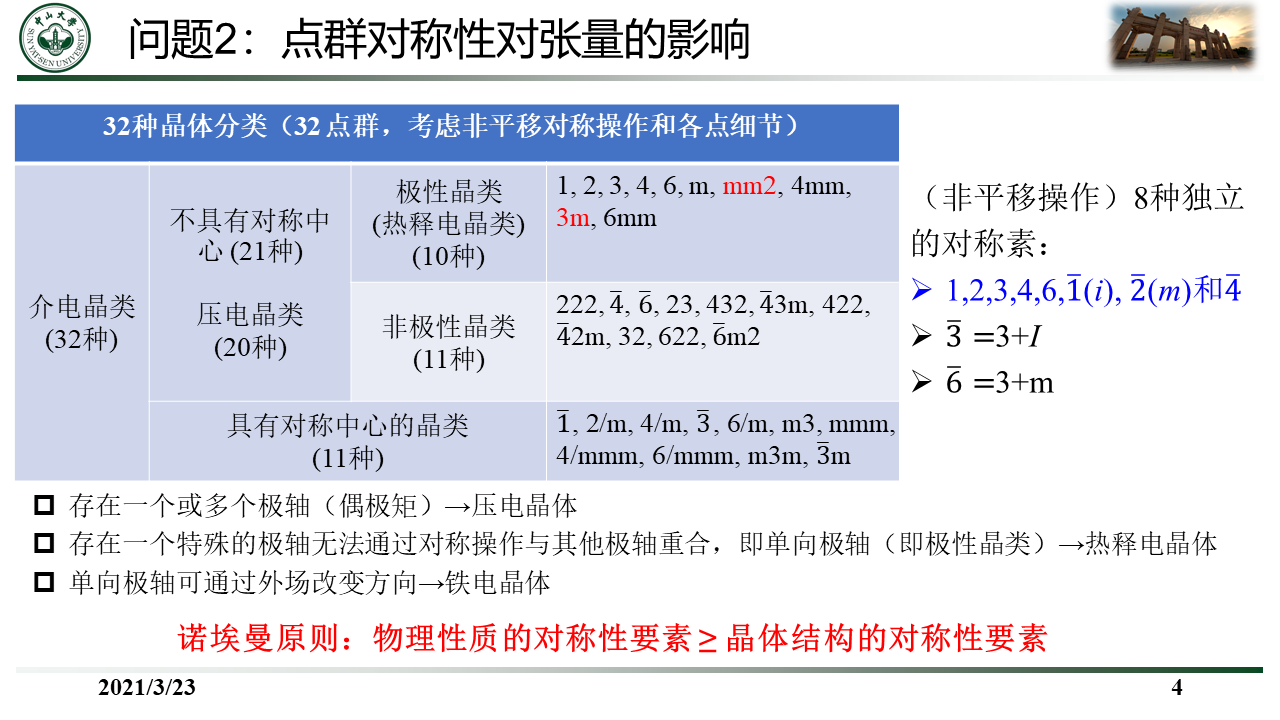 中山大学
SUN YAT-SEN UNIVERSITY
问题2：点群对称性对张量的影响
32种晶体分类（32 点群，考虑非平移对称操作和各点细节）
介电晶类
(32种)
不具有对称中
心 (21种)
压电晶类
(20种)
极性晶类
(热释电晶类)
(10种)
1, 2, 3, 4, 6, m, mm2, 4mm,
3m, 6mm
非极性晶类
(11种)
222, 4̅, 6̅, 23, 432, 4̅3m, 422,
4̅2m, 32, 622, 6̅m2
具有对称中心的晶类
(11种)
1̅, 2/m, 4/m, 3̅, 6/m, m3, mmm,
4/mmm, 6/mmm, m3m, 3̅m
（非平移操作）8种独立
的对称素：
➢ 1,2,3,4,6,1̅(i), 2̅(m)和4̅
➢ 3̅ =3+I
➢ 6̅ =3+m
存在一个或多个极轴（偶极矩）→压电晶体
存在一个特殊的极轴无法通过对称操作与其他极轴重合，即单向极轴（即极性晶类）→热释电晶体
单向极轴可通过外场改变方向→铁电晶体
诺埃曼原则：物理性质的对称性要素 ≥ 晶体结构的对称性要素
2021/3/23
4